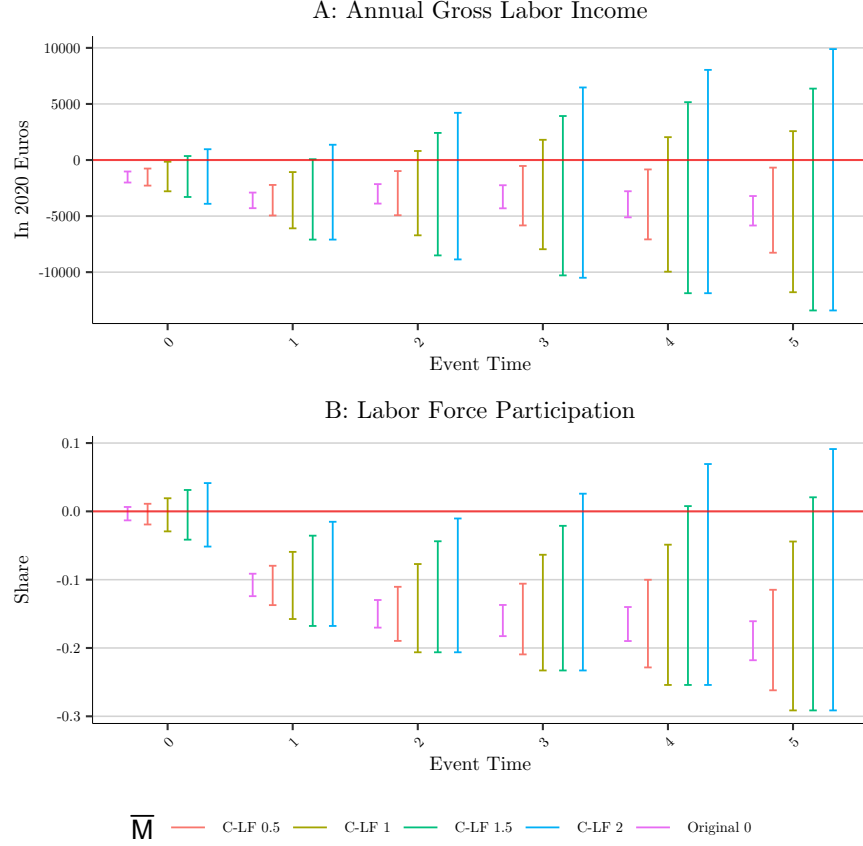 A: Annual Gross Labor Income
In 2020 Euros
10000
5000
0
-5000
-10000
0 1 2 3 4 5
Event Time
B: Labor Force Participation
Share
0.1
0.0
-0.1
-0.2
-0.3
0 1 2 3 4 5
Event Time
M̅ C-LF 0.5 C-LF 1 C-LF 1.5 C-LF 2 Original 0